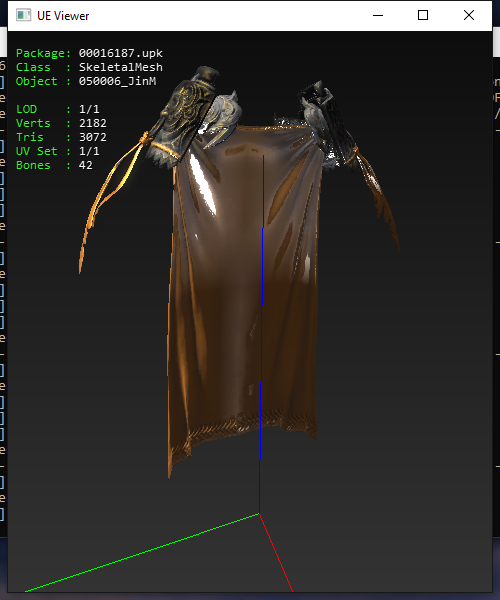 UE Viewer
Package: 00016187.upk
Class : SkeletalMesh
Object : 050006_JinM
LOD : 1/1
Verts : 2182
Tris : 3072
UV Set : 1/1
Bones : 42